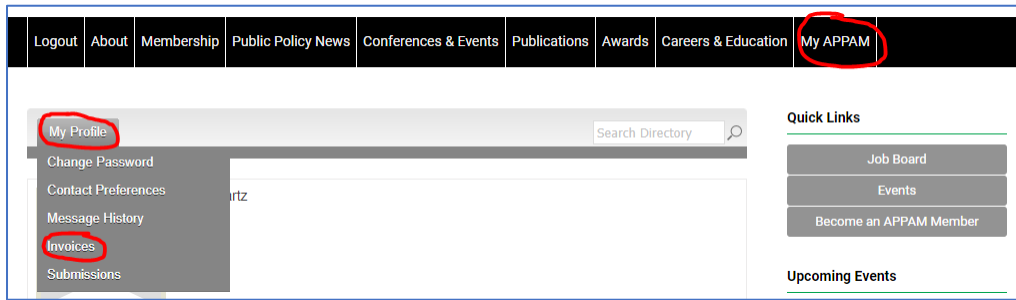 Logout About Membership Public Policy News Conferences & Events Publications Awards Careers & Education My APPAM
My Profile
Search Directory
Quick Links
Change Password
Job Board
Contact Preferences
rtz
Events
Message History
Become an APPAM Member
Invoices
Submissions
Upcoming Events